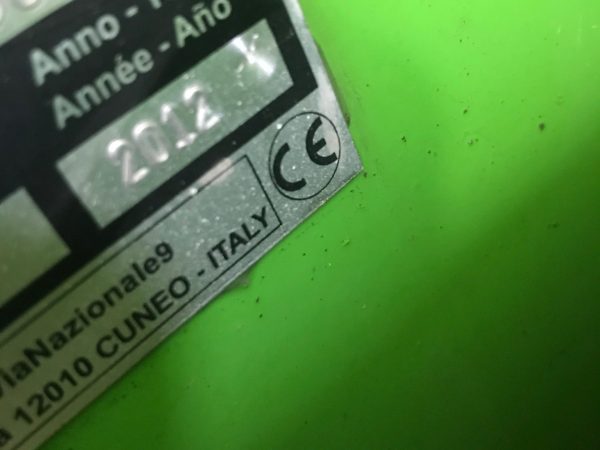 Anno -
Année - Año
2012
CE
ViaNazionale9
12010 CUNEO - ITALY